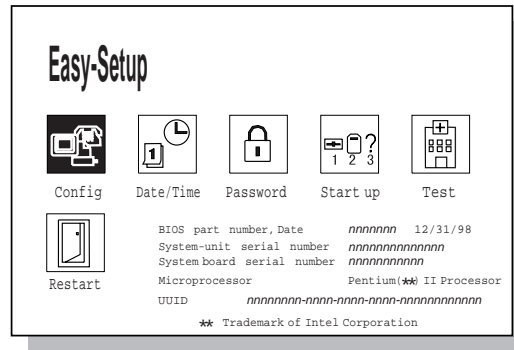 Easy-Setup
1
1 2 3
Config Date/Time Password Start up Test
Restart
BIOS part number, Date nnnnnnn 12/31/98
System-unit serial number nnnnnnnnnnnnnnn
System board serial number nnnnnnnnnnn
Microprocessor Pentium(**) II Processor
UUID nnnnnnnn-nnnn-nnnn-nnnn-nnnnnnnnnnnn
** Trademark of Intel Corporation